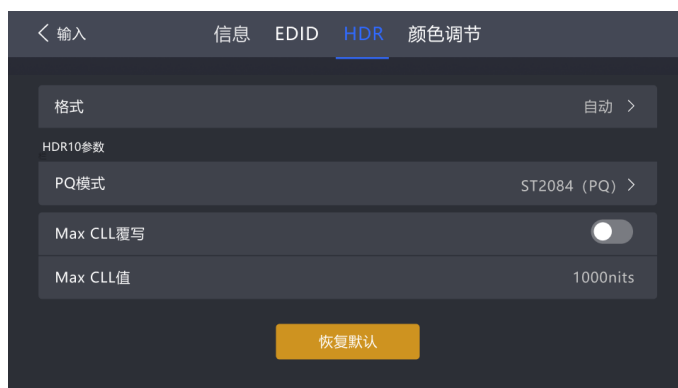 输入 信息 EDID HDR 颜色调节
格式 自动
HDR10参数
PQ模式 ST2084（PQ）
Max CLL覆写
Max CLL值 1000nits
恢复默认